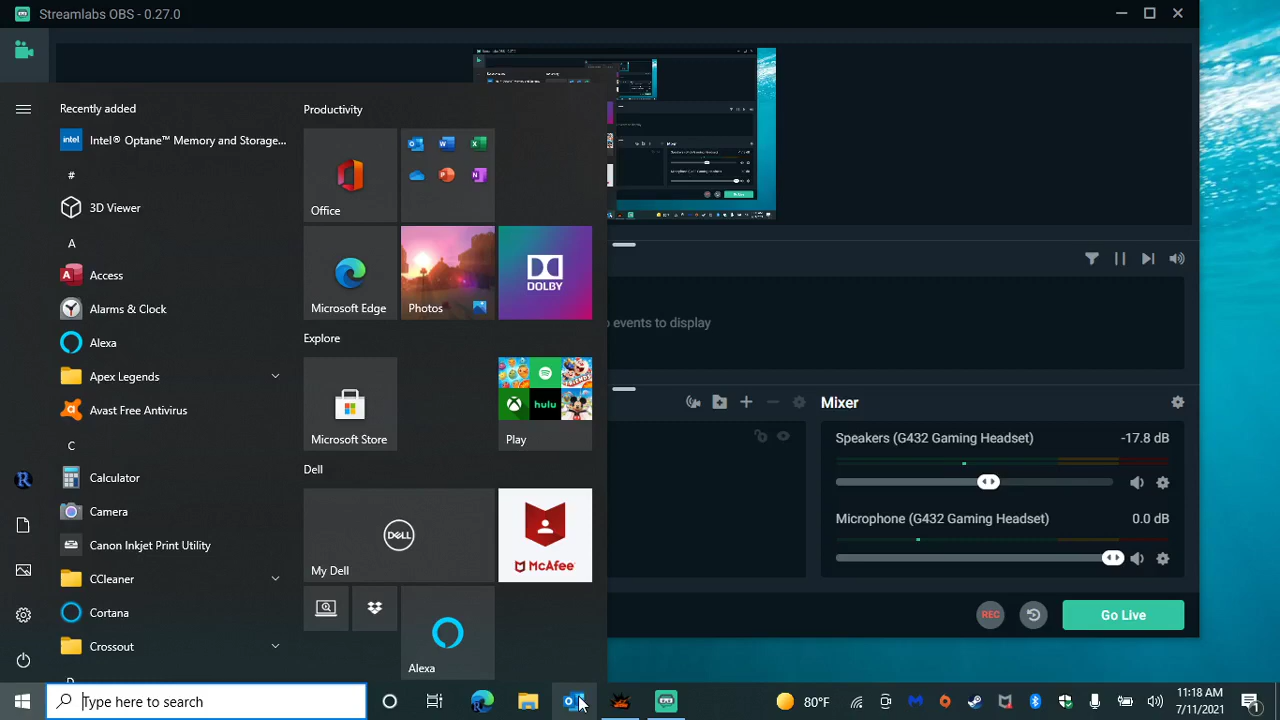 Streamlabs OBS - 0.27.0
Recently added
Intel® Optane™ Memory and Storage...
#
3D Viewer
A
Access
Alarms & Clock
Alexa
Apex Legends
Avast Free Antivirus
C
Calculator
Camera
Canon Inkjet Print Utility
CCleaner
Cortana
Crossout
Productivity
Office
Microsoft Edge
Photos
DOLBY
Explore
Microsoft Store
hulu
Play
Dell
DELL
My Dell
McAfee
Alexa
events to display
Mixer
Speakers (G432 Gaming Headset)
-17.8 dB
Microphone (G432 Gaming Headset)
0.0 dB
REC
Go Live
Type here to search
80°F
11:18 AM
7/11/2021
1